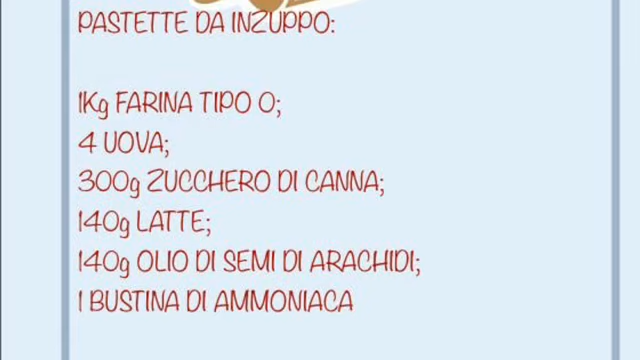 PASTETTE DA INZUPPO:
1Kg FARINA TIPO 0;
4 UOVA;
300g ZUCCHERO DI CANNA;
140g LATTE;
140g OLIO DI SEMI DI ARACHIDI;
1 BUSTINA DI AMMONIACA